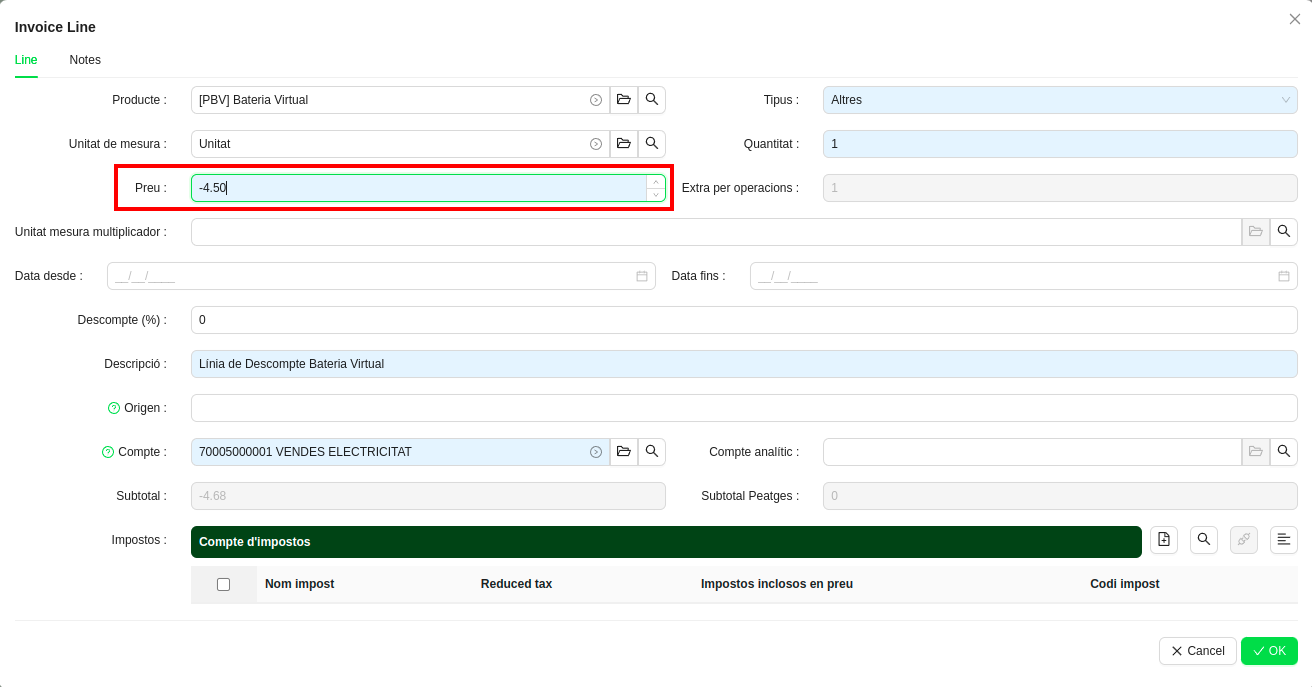 Invoice Line
Line Notes
Producte : [PBV] Bateria Virtual Tipus : Altres
Unitat de mesura : Unitat Quantitat : 1
Preu : -4.50 Extra per operacions : 1
Unitat mesura multiplicador :
Data desde : __/__/____ Data fins : __/__/____
Descompte (%) : 0
Descripció : Línia de Descompte Bateria Virtual
Origen :
Compte : 70005000001 VENDES ELECTRICITAT Compte analític :
Subtotal : -4.68 Subtotal Peatges : 0
Impostos : Compte d'impostos
Nom impost Reduced tax Impostos inclosos en preu Codi impost
Cancel OK